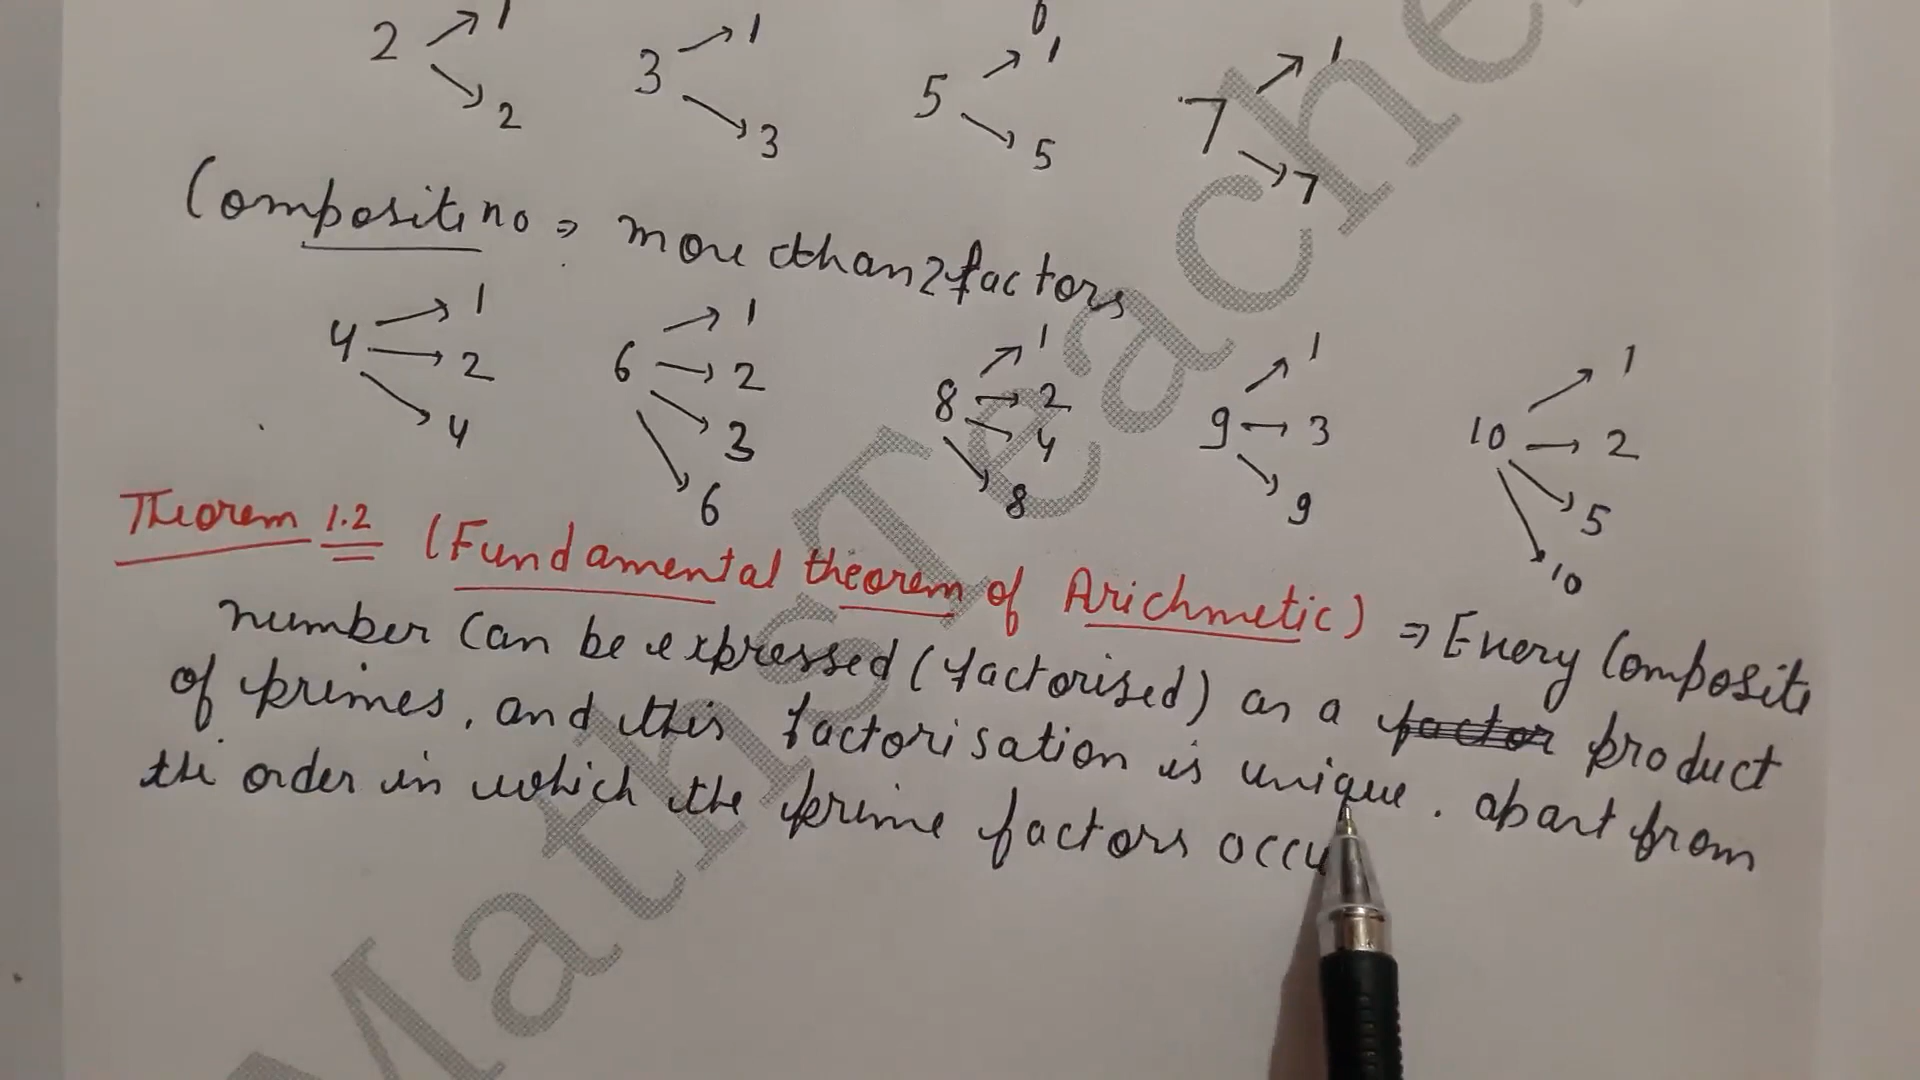 2 → 1
→ 2
3 → 1
→ 3
5 → 1
→ 5
7 → 1
→ 7
Composite no ⇒ more than 2 factors
4 → 1
→ 2
→ 4
6 → 1
→ 2
→ 3
→ 6
8 → 1
→ 2
→ 4
→ 8
9 → 1
→ 3
→ 9
10 → 1
→ 2
→ 5
→ 10
Theorem 1.2 (Fundamental theorem of Arithmetic) ⇒ Every Composite
number can be expressed (factorised) as a factor product
of primes, and this factorisation is unique. apart from
the order in which the prime factors occu
MathsTeache